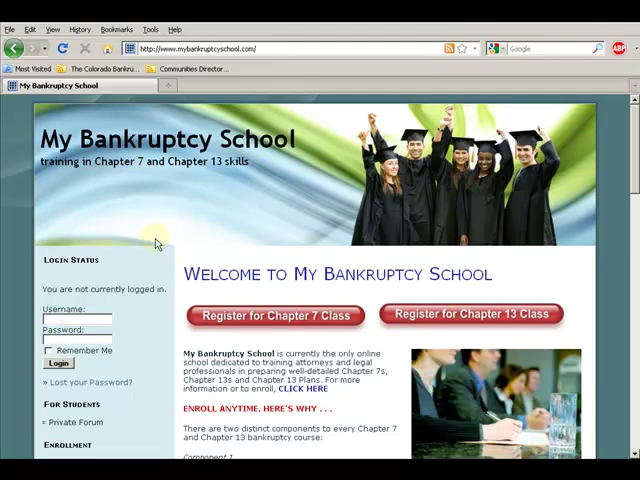 File Edit View History Bookmarks Tools Help
http://www.mybankruptcyschool.com/
Google
ABP
Most Visited The Colorado Bankru... Communities Director...
My Bankruptcy School
My Bankruptcy School
training in Chapter 7 and Chapter 13 skills
Login Status
You are not currently logged in.
Username:
Password:
Remember Me
Login
» Lost your Password?
For Students
Private Forum
Enrollment
Welcome to My Bankruptcy School
Register for Chapter 7 Class
Register for Chapter 13 Class
My Bankruptcy School is currently the only online
school dedicated to training attorneys and legal
professionals in preparing well-detailed Chapter 7s,
Chapter 13s and Chapter 13 Plans. For more
information or to enroll, CLICK HERE
ENROLL ANYTIME. HERE'S WHY . . .
There are two distinct components to every Chapter 7
and Chapter 13 bankruptcy course:
Component 1